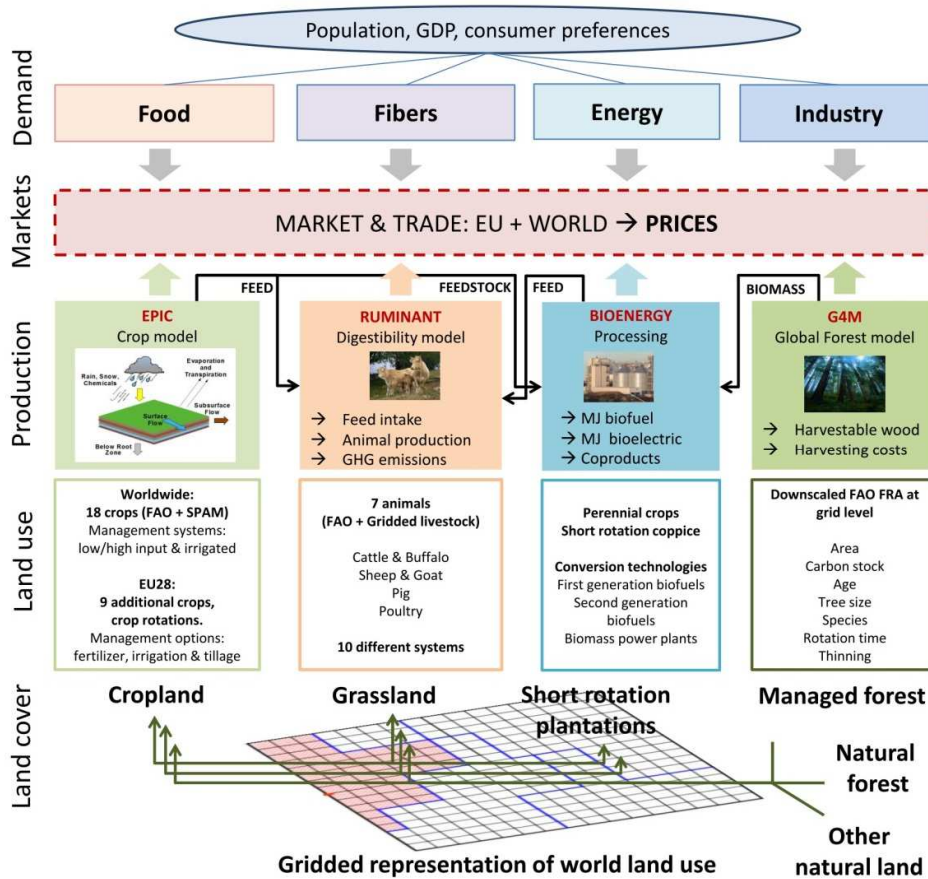 Population, GDP, consumer preferences
Demand
Food
Fibers
Energy
Industry
Markets
MARKET & TRADE: EU + WORLD → PRICES
Production
FEED
FEEDSTOCK
FEED
BIOMASS
EPIC
Crop model
Rain, Snow,
Chemicals
Evaporation
and
Transpiration
Subsurface
Flow
Surface
Flow
Below Root
Zone
RUMINANT
Digestibility model
→ Feed intake
→ Animal production
→ GHG emissions
BIOENERGY
Processing
→ MJ biofuel
→ MJ bioelectric
→ Coproducts
G4M
Global Forest model
→ Harvestable wood
→ Harvesting costs
Land use
Worldwide:
18 crops (FAO + SPAM)
Management systems:
low/high input & irrigated
EU28:
9 additional crops,
crop rotations.
Management options:
fertilizer, irrigation & tillage
7 animals
(FAO + Gridded livestock)
Cattle & Buffalo
Sheep & Goat
Pig
Poultry
10 different systems
Perennial crops
Short rotation coppice
Conversion technologies
First generation biofuels
Second generation
biofuels
Biomass power plants
Downscaled FAO FRA at
grid level
Area
Carbon stock
Age
Tree size
Species
Rotation time
Thinning
Land cover
Cropland
Grassland
Short rotation
plantations
Managed forest
Natural
forest
Other
natural land
Gridded representation of world land use